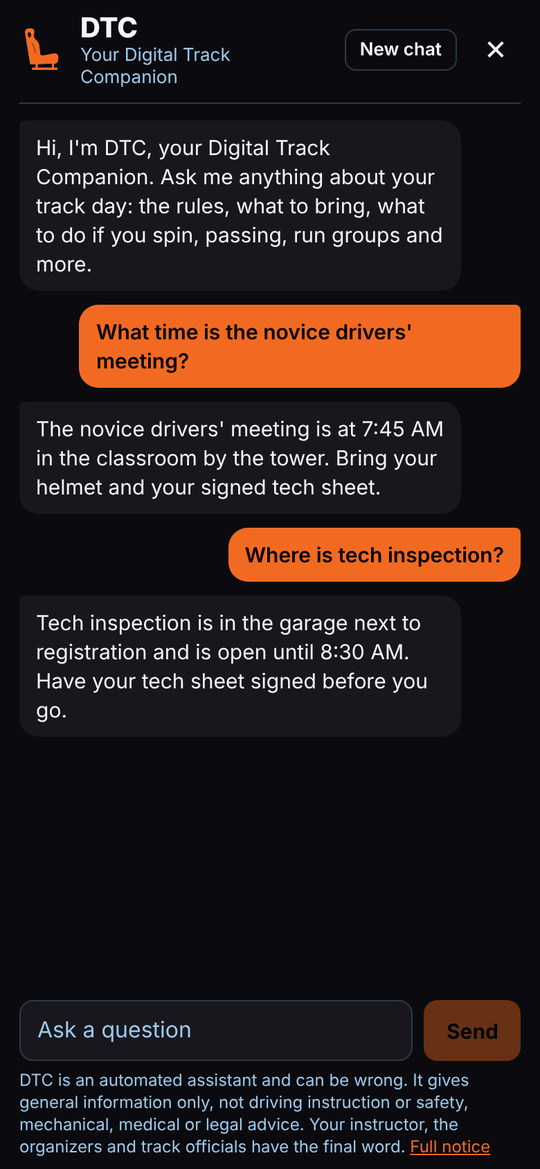 DTC
Your Digital Track
Companion
New chat
Hi, I'm DTC, your Digital Track
Companion. Ask me anything about your
track day: the rules, what to bring, what
to do if you spin, passing, run groups and
more.
What time is the novice drivers'
meeting?
The novice drivers' meeting is at 7:45 AM
in the classroom by the tower. Bring your
helmet and your signed tech sheet.
Where is tech inspection?
Tech inspection is in the garage next to
registration and is open until 8:30 AM.
Have your tech sheet signed before you
go.
Ask a question
Send
DTC is an automated assistant and can be wrong. It gives
general information only, not driving instruction or safety,
mechanical, medical or legal advice. Your instructor, the
organizers and track officials have the final word. Full notice